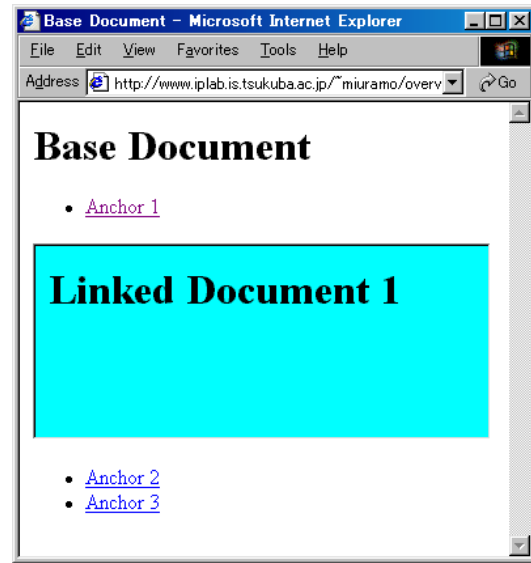 Base Document - Microsoft Internet Explorer
File Edit View Favorites Tools Help
Address http://www.iplab.is.tsukuba.ac.jp/~miuramo/overv Go
Base Document
Anchor 1
Linked Document 1
Anchor 2
Anchor 3